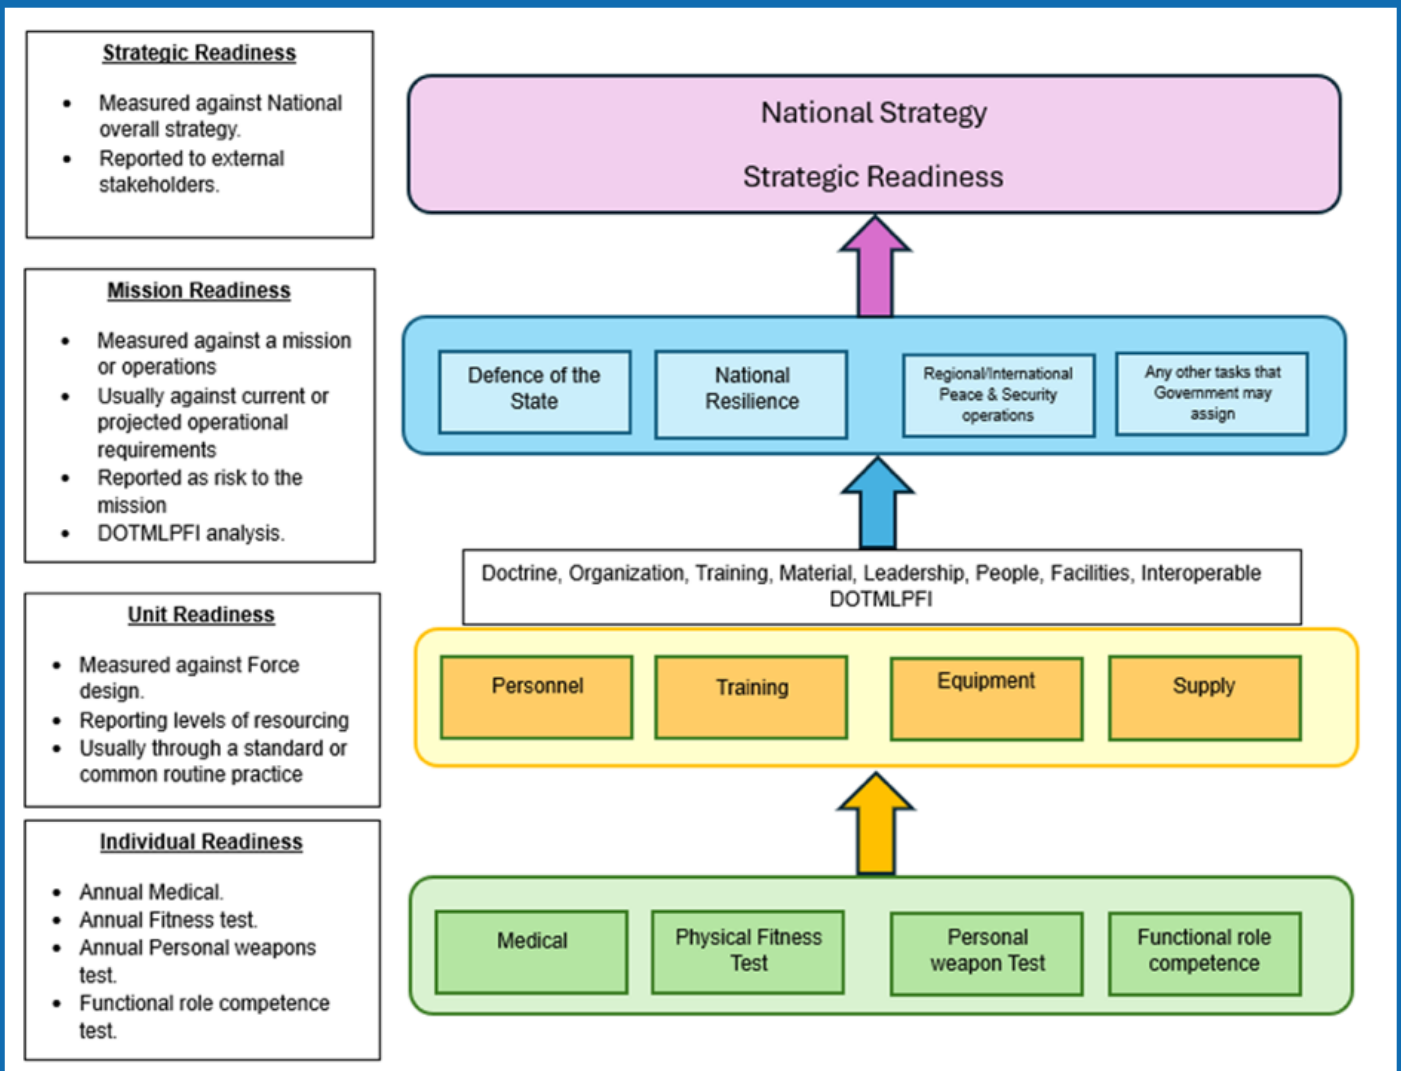 Strategic Readiness
• Measured against National
overall strategy.
• Reported to external
stakeholders.
National Strategy
Strategic Readiness
Mission Readiness
• Measured against a mission
or operations
• Usually against current or
projected operational
requirements
• Reported as risk to the
mission
• DOTMLPFI analysis.
Defence of the
State
National
Resilience
Regional/International
Peace & Security
operations
Any other tasks that
Government may
assign
Doctrine, Organization, Training, Material, Leadership, People, Facilities, Interoperable
DOTMLPFI
Unit Readiness
• Measured against Force
design.
• Reporting levels of resourcing
• Usually through a standard or
common routine practice
Personnel
Training
Equipment
Supply
Individual Readiness
• Annual Medical.
• Annual Fitness test.
• Annual Personal weapons
test.
• Functional role competence
test.
Medical
Physical Fitness
Test
Personal
weapon Test
Functional role
competence